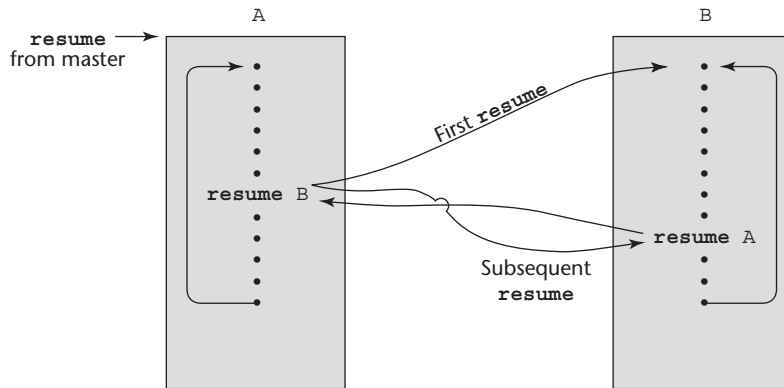 A
B
resume
from master
First resume
resume B
resume A
Subsequent
resume